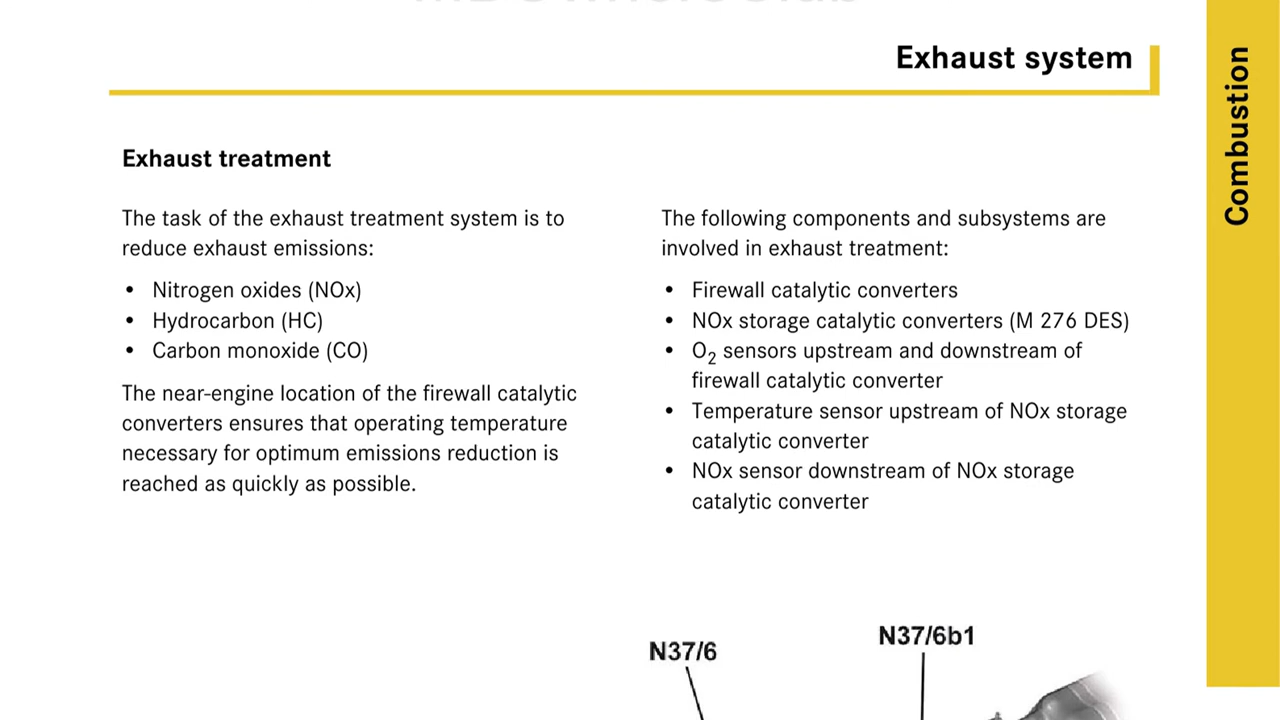 Exhaust system
Combustion
Exhaust treatment
The task of the exhaust treatment system is to
reduce exhaust emissions:
• Nitrogen oxides (NOx)
• Hydrocarbon (HC)
• Carbon monoxide (CO)
The near-engine location of the firewall catalytic
converters ensures that operating temperature
necessary for optimum emissions reduction is
reached as quickly as possible.
The following components and subsystems are
involved in exhaust treatment:
• Firewall catalytic converters
• NOx storage catalytic converters (M 276 DES)
• O₂ sensors upstream and downstream of
firewall catalytic converter
• Temperature sensor upstream of NOx storage
catalytic converter
• NOx sensor downstream of NOx storage
catalytic converter
N37/6
N37/6b1